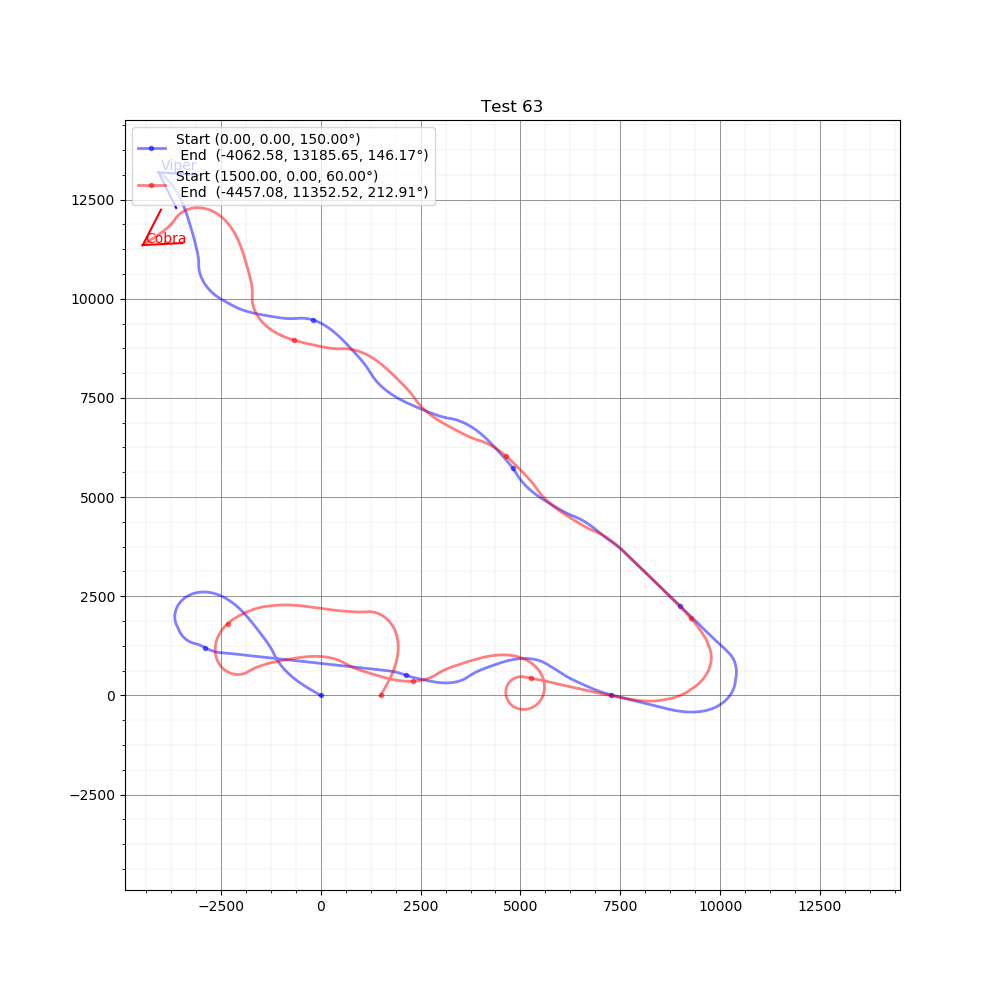 Test 63
Start (0.00, 0.00, 150.00°)
End (-4062.58, 13185.65, 146.17°)
Viper
Start (1500.00, 0.00, 60.00°)
End (-4457.08, 11352.52, 212.91°)
Cobra
12500
10000
7500
5000
2500
0
−2500
−2500 0 2500 5000 7500 10000 12500